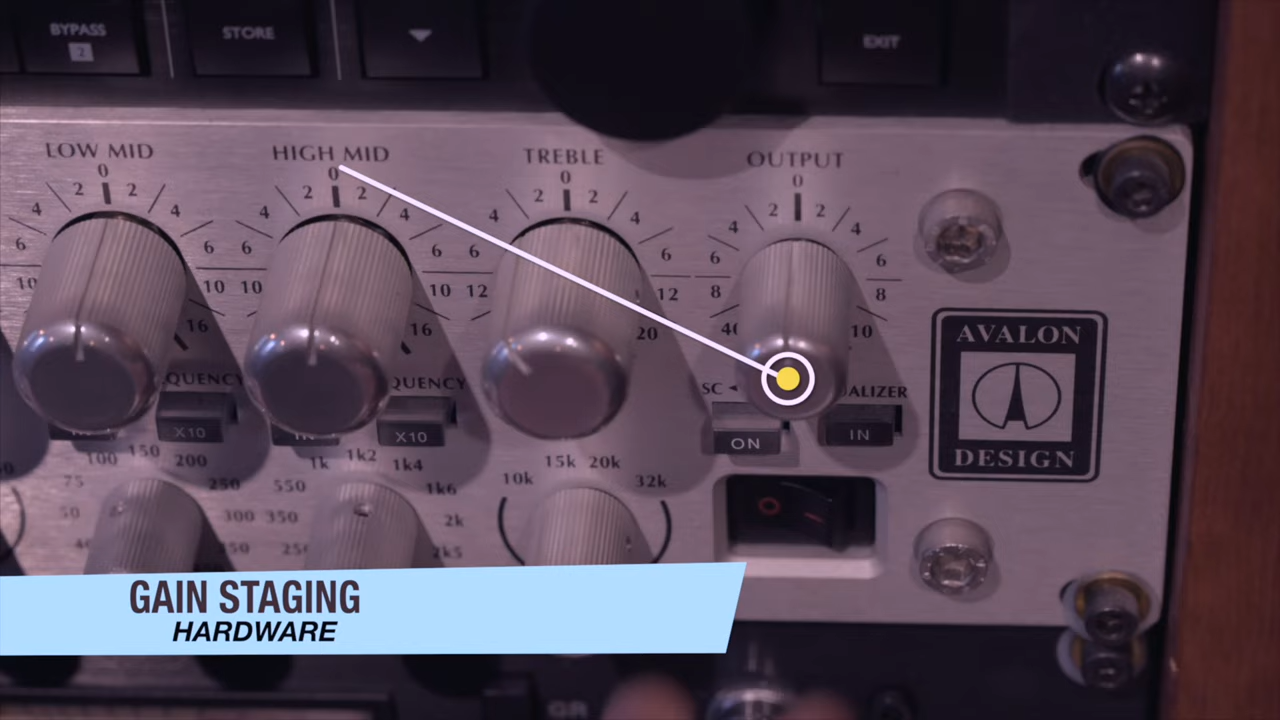 BYPASS
2
STORE
EXIT
LOW MID
HIGH MID
TREBLE
OUTPUT
0 0 0 0
2 2 2 2 2 2 2 2
4 4 4 4 4 4 4 4
6 6 6 6 6 6 6 6
10 10 10 10 12 12 8 8
16 16 20 10
AVALON
DESIGN
SC
ON
IN
X10
X10
100 150 200
75 250
50 300
1k 1k2 1k4
550 1k6
350 2k
2k5
10k 15k 20k 32k
GAIN STAGING
HARDWARE
GR